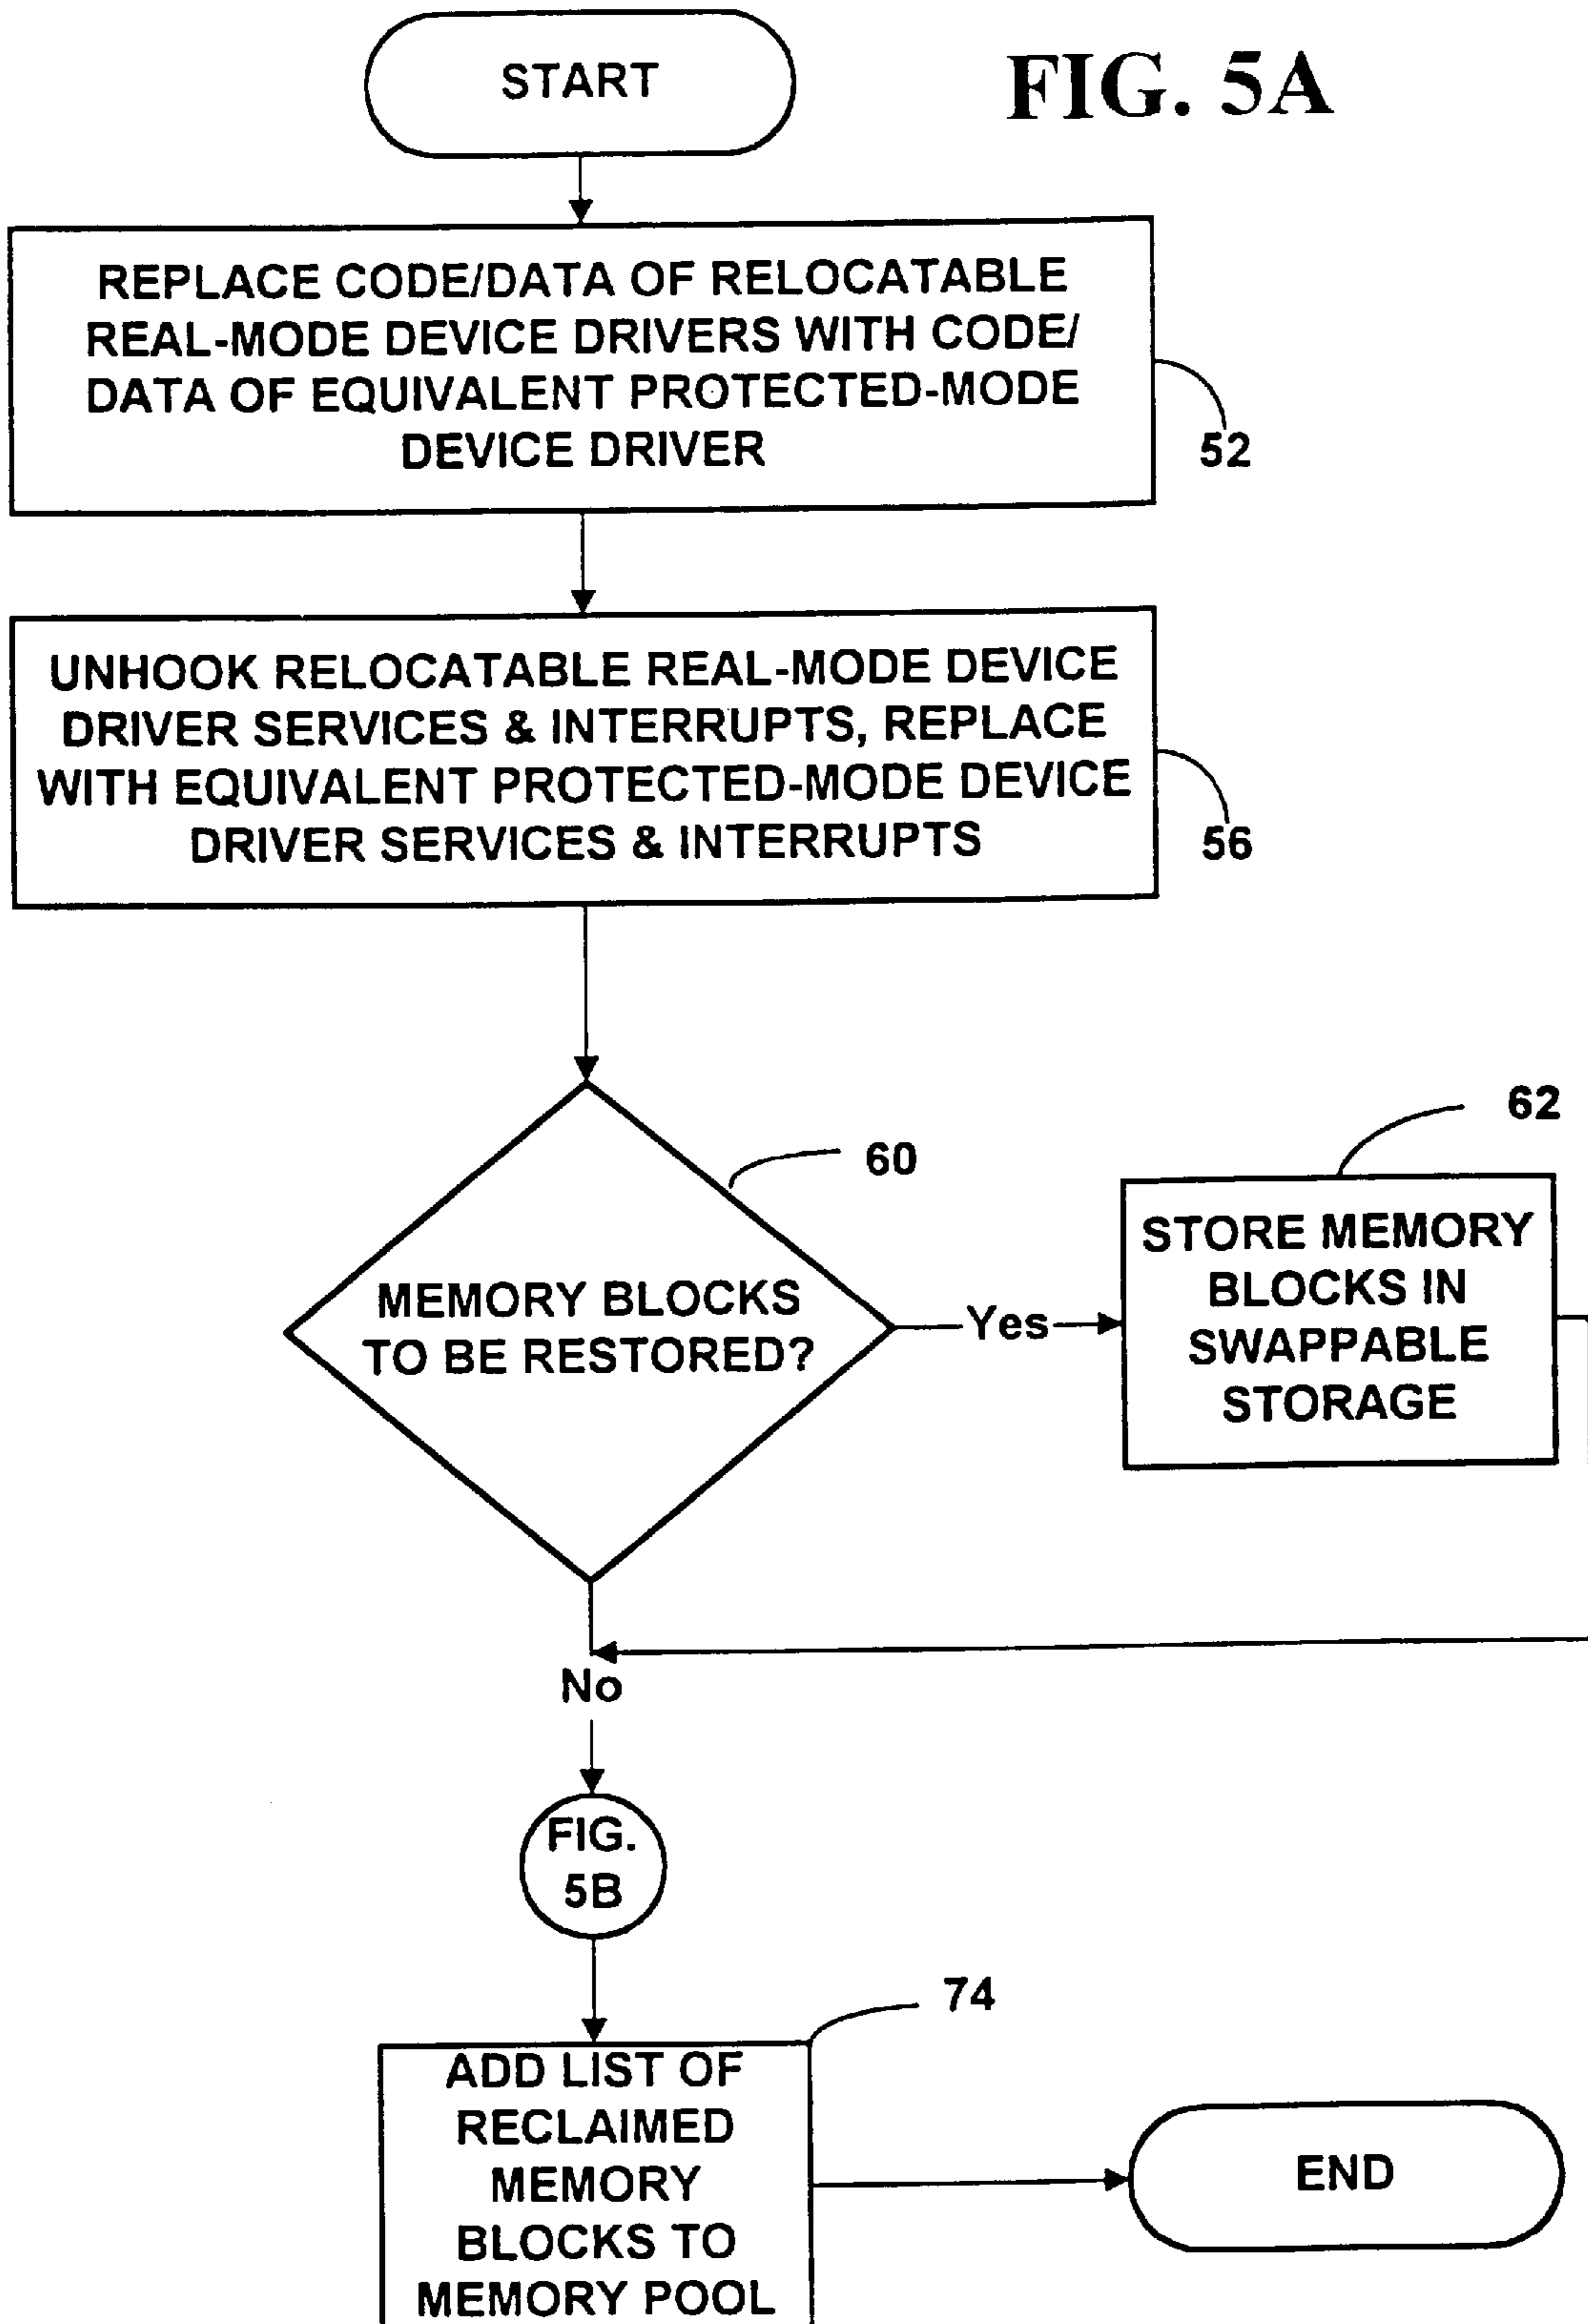 START
FIG. 5A
REPLACE CODE/DATA OF RELOCATABLE
REAL-MODE DEVICE DRIVERS WITH CODE/
DATA OF EQUIVALENT PROTECTED-MODE
DEVICE DRIVER
52
UNHOOK RELOCATABLE REAL-MODE DEVICE
DRIVER SERVICES & INTERRUPTS, REPLACE
WITH EQUIVALENT PROTECTED-MODE DEVICE
DRIVER SERVICES & INTERRUPTS
56
60
MEMORY BLOCKS
TO BE RESTORED?
Yes
62
STORE MEMORY
BLOCKS IN
SWAPPABLE
STORAGE
No
FIG.
5B
74
ADD LIST OF
RECLAIMED
MEMORY
BLOCKS TO
MEMORY POOL
END